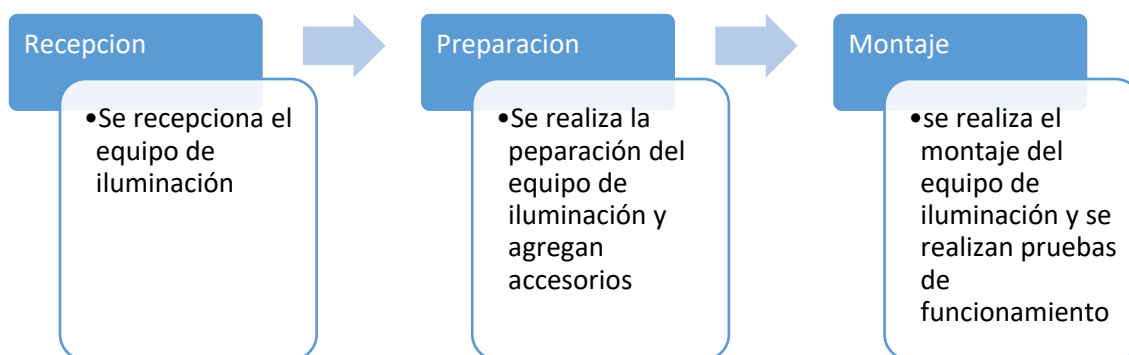 Recepcion
•Se recepciona el
equipo de
iluminación
Preparacion
•Se realiza la
peparación del
equipo de
iluminación y
agregan
accesorios
Montaje
•se realiza el
montaje del
equipo de
iluminación y se
realizan pruebas
de
funcionamiento